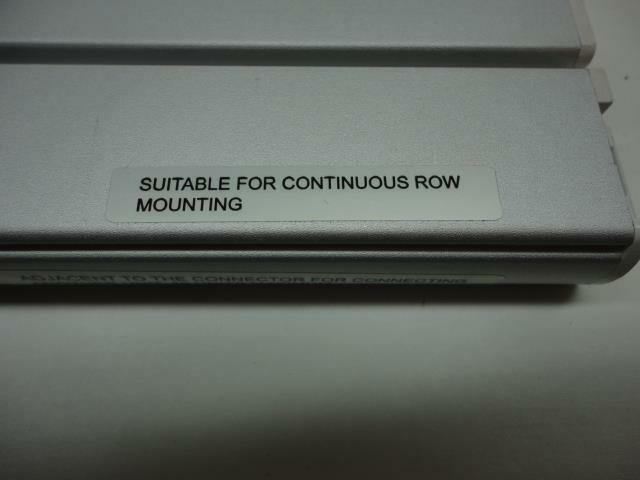 SUITABLE FOR CONTINUOUS ROW
MOUNTING
ADJACENT TO THE CONNECTOR FOR CONNECTING